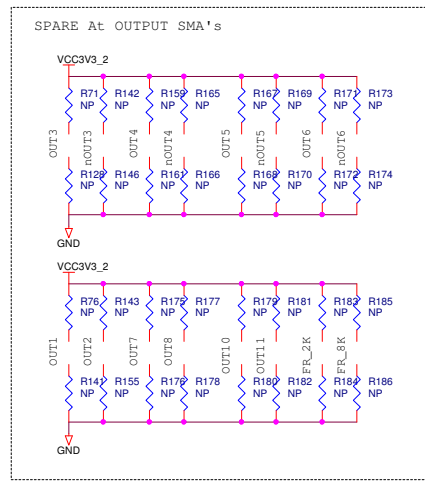 SPARE At OUTPUT SMA's
VCC3V3_2
R71 R142 R159 R165 R167 R169 R171 R173
NP NP NP NP NP NP NP NP
OUT3 nOUT3 OUT4 nOUT4 OUT5 nOUT5 OUT6 nOUT6
R128 R146 R161 R166 R168 R170 R172 R174
NP NP NP NP NP NP NP NP
GND
VCC3V3_2
R76 R143 R175 R177 R179 R181 R183 R185
NP NP NP NP NP NP NP NP
OUT1 OUT2 OUT7 OUT8 OUT10 OUT11 FR_2K FR_8K
R141 R155 R176 R178 R180 R182 R184 R186
NP NP NP NP NP NP NP NP
GND